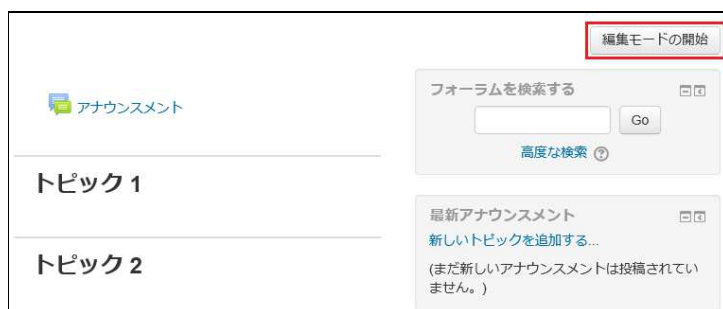 編集モードの開始
アナウンスメント
トピック 1
トピック 2
フォーラムを検索する
Go
高度な検索 ?
最新アナウンスメント
新しいトピックを追加する...
(まだ新しいアナウンスメントは投稿されてい
ません。)